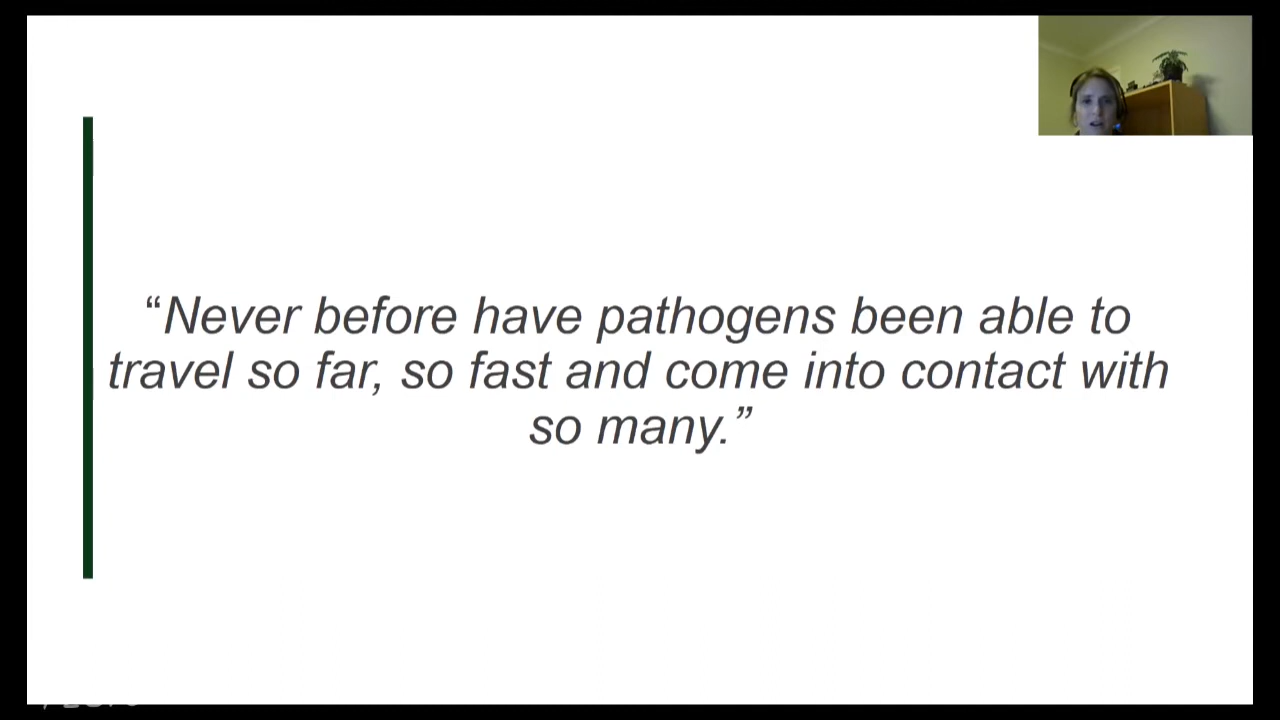 “Never before have pathogens been able to
travel so far, so fast and come into contact with
so many.”